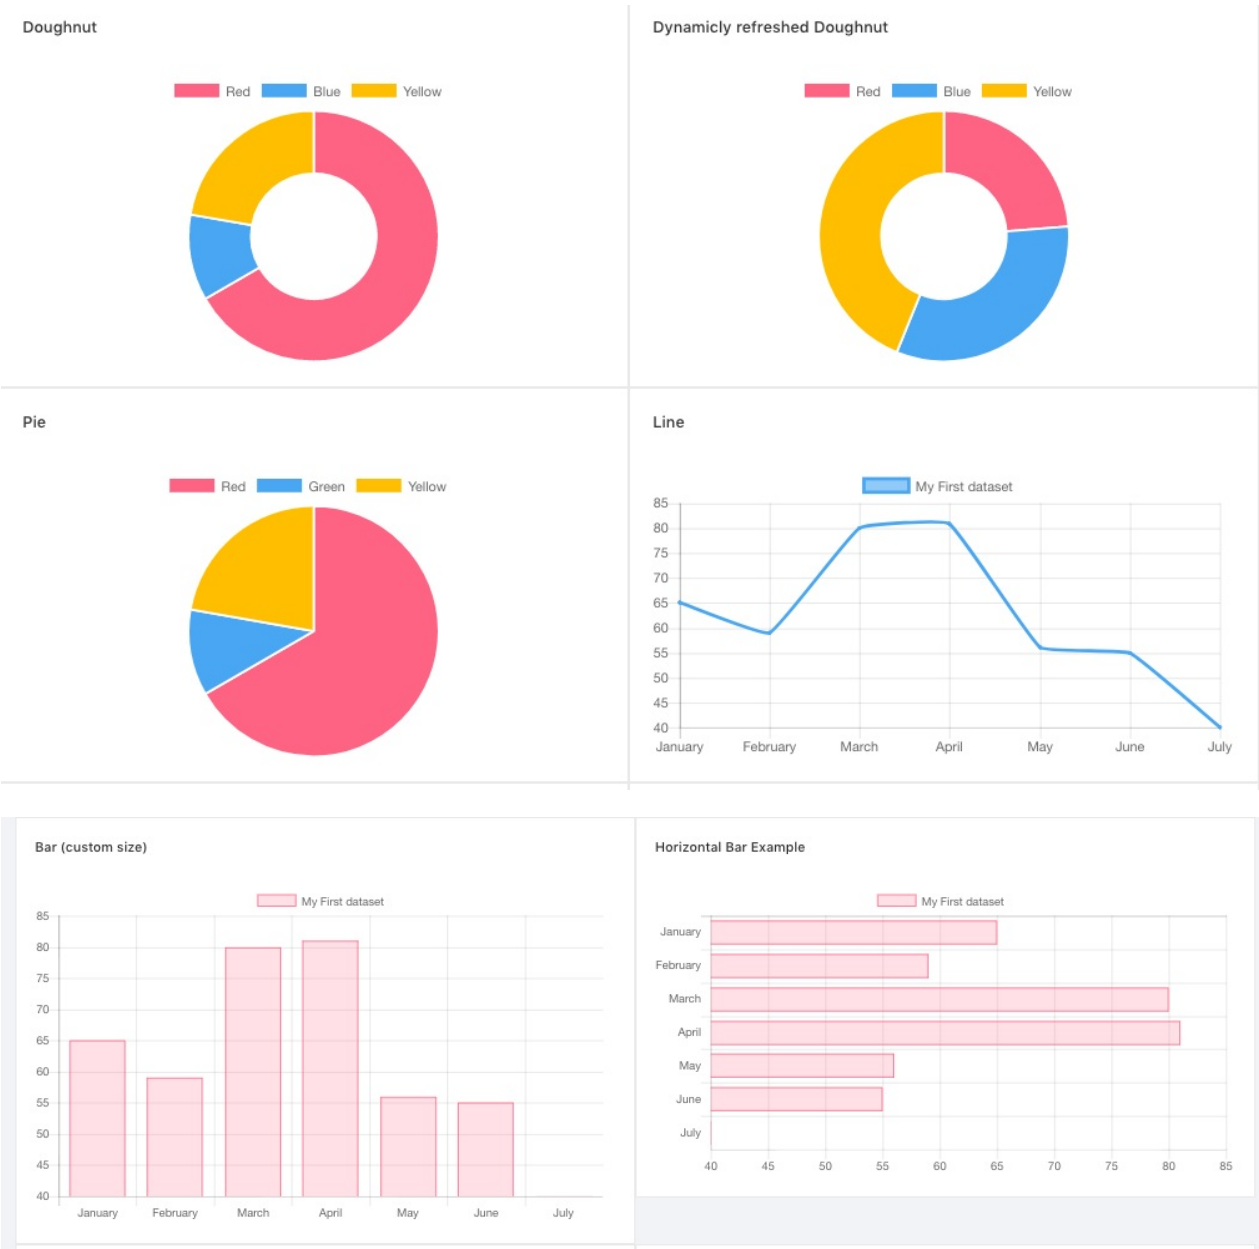 Doughnut
Red Blue Yellow
Dynamicly refreshed Doughnut
Red Blue Yellow
Pie
Red Green Yellow
Line
My First dataset
85
80
75
70
65
60
55
50
45
40
January February March April May June July
Bar (custom size)
My First dataset
85
80
75
70
65
60
55
50
45
40
January February March April May June July
Horizontal Bar Example
My First dataset
January
February
March
April
May
June
July
40 45 50 55 60 65 70 75 80 85